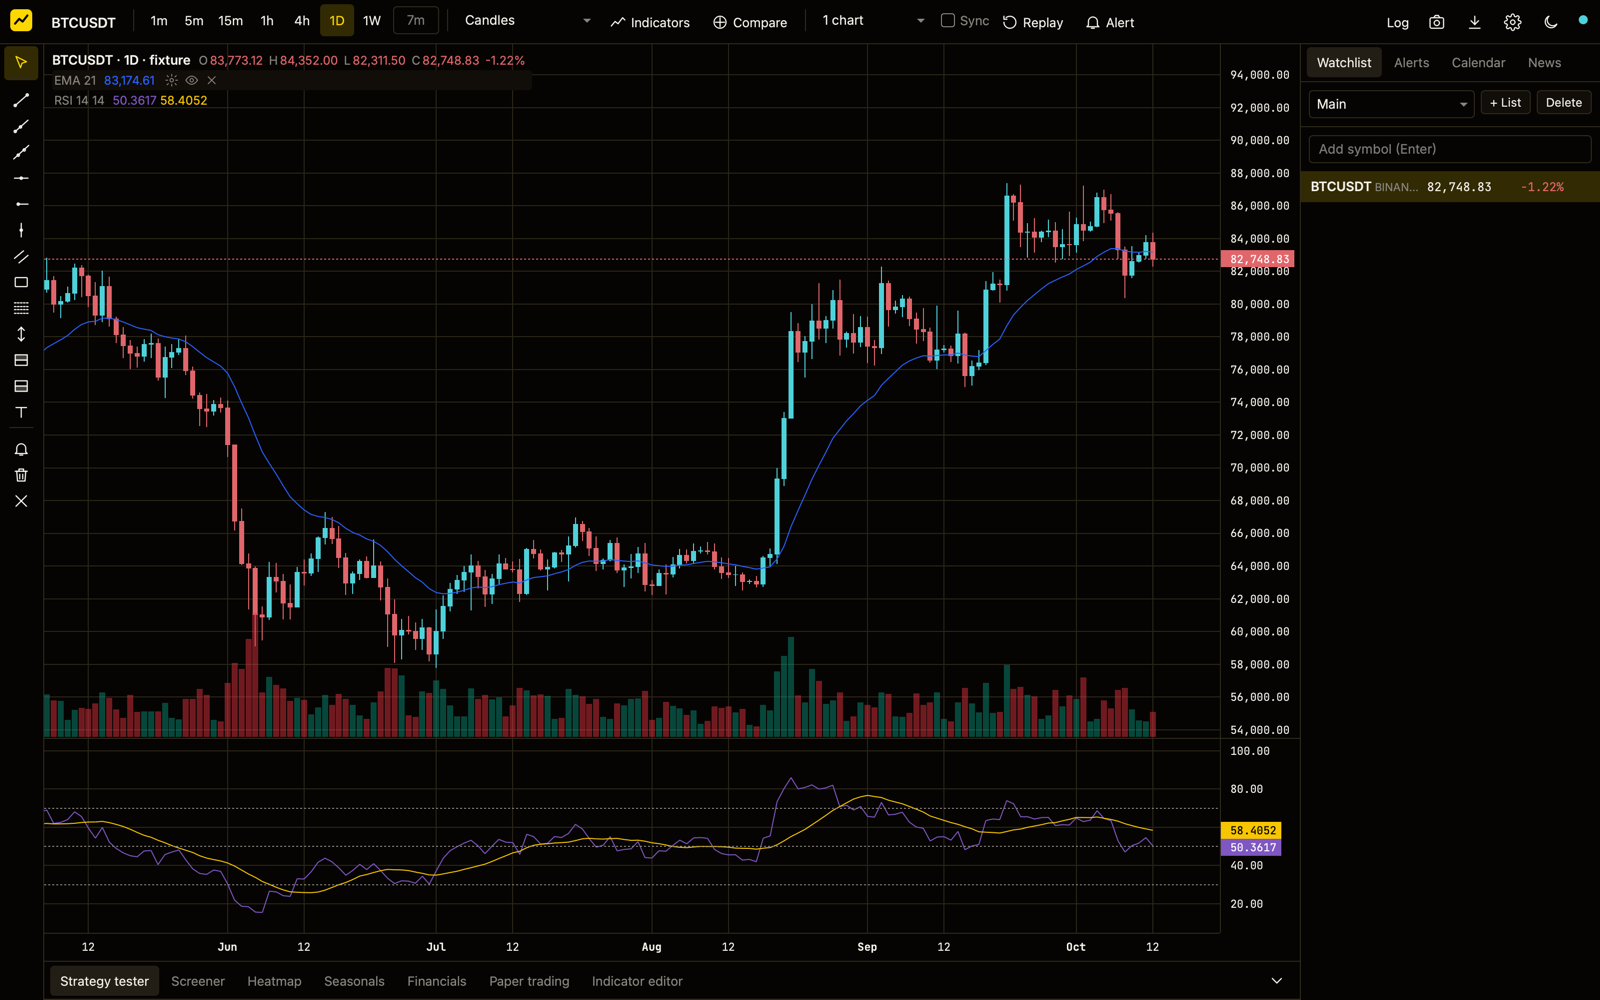 BTCUSDT 1m 5m 15m 1h 4h 1D 1W 7m Candles Indicators Compare 1 chart Sync Replay Alert Log
BTCUSDT · 1D · fixture O 83,773.12 H 84,352.00 L 82,311.50 C 82,748.83 -1.22%
EMA 21 83,174.61
RSI 14 14 50.3617 58.4052
94,000.00
92,000.00
90,000.00
88,000.00
86,000.00
84,000.00
82,748.83
82,000.00
80,000.00
78,000.00
76,000.00
74,000.00
72,000.00
70,000.00
68,000.00
66,000.00
64,000.00
62,000.00
60,000.00
58,000.00
56,000.00
54,000.00
100.00
80.00
58.4052
50.3617
40.00
20.00
12 Jun 12 Jul 12 Aug 12 Sep 12 Oct 12
Strategy tester Screener Heatmap Seasonals Financials Paper trading Indicator editor
Watchlist Alerts Calendar News
Main + List Delete
Add symbol (Enter)
BTCUSDT BINAN... 82,748.83 -1.22%